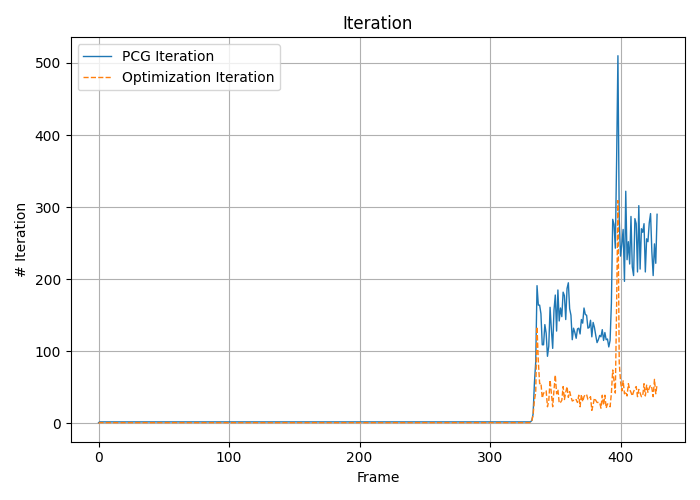 Iteration
PCG Iteration
Optimization Iteration
# Iteration
500
400
300
200
100
0
0 100 200 300 400
Frame